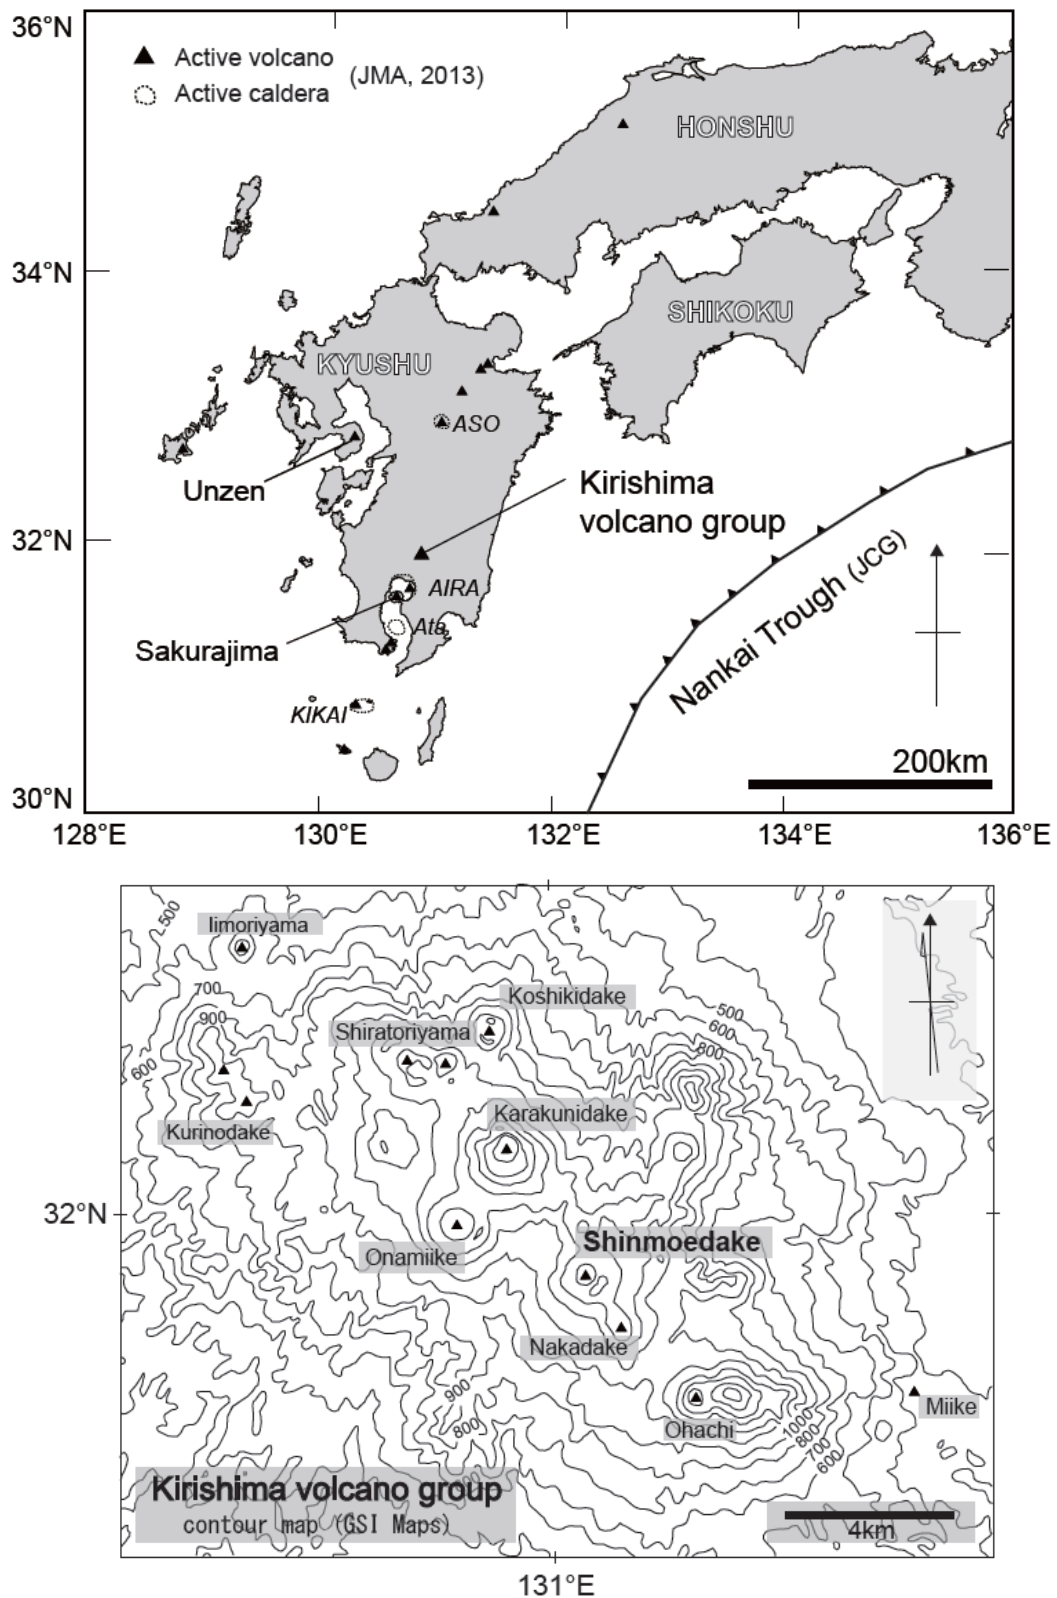 36°N
Active volcano
(JMA, 2013)
Active caldera
HONSHU
34°N
SHIKOKU
KYUSHU
ASO
Unzen
Kirishima
volcano group
32°N
Nankai Trough (JCG)
AIRA
Ata
Sakurajima
KIKAI
200km
30°N
128°E
130°E
132°E
134°E
136°E
500
Iimoriyama
700
Koshikidake
900
Shiratoriyama
500
600
800
600
Karakunidake
Kurinodake
32°N
Shinmoedake
Onamiike
Nakadake
900
Miike
800
Ohachi
1000
800
700
600
Kirishima volcano group
contour map (GSI Maps)
4km
131°E